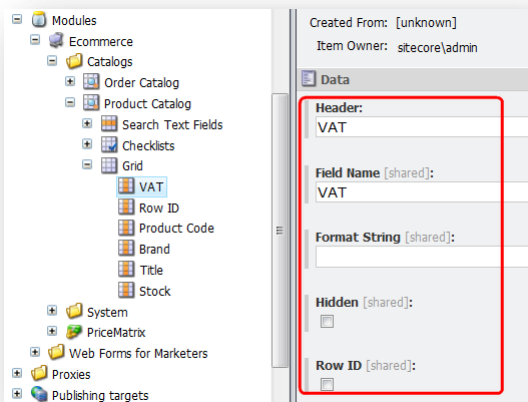 Modules
Ecommerce
Catalogs
Order Catalog
Product Catalog
Search Text Fields
Checklists
Grid
VAT
Row ID
Product Code
Brand
Title
Stock
System
PriceMatrix
Web Forms for Marketers
Proxies
Publishing targets
Created From: [unknown]
Item Owner: sitecore\admin
Data
Header:
VAT
Field Name [shared]:
VAT
Format String [shared]:
Hidden [shared]:
Row ID [shared]: